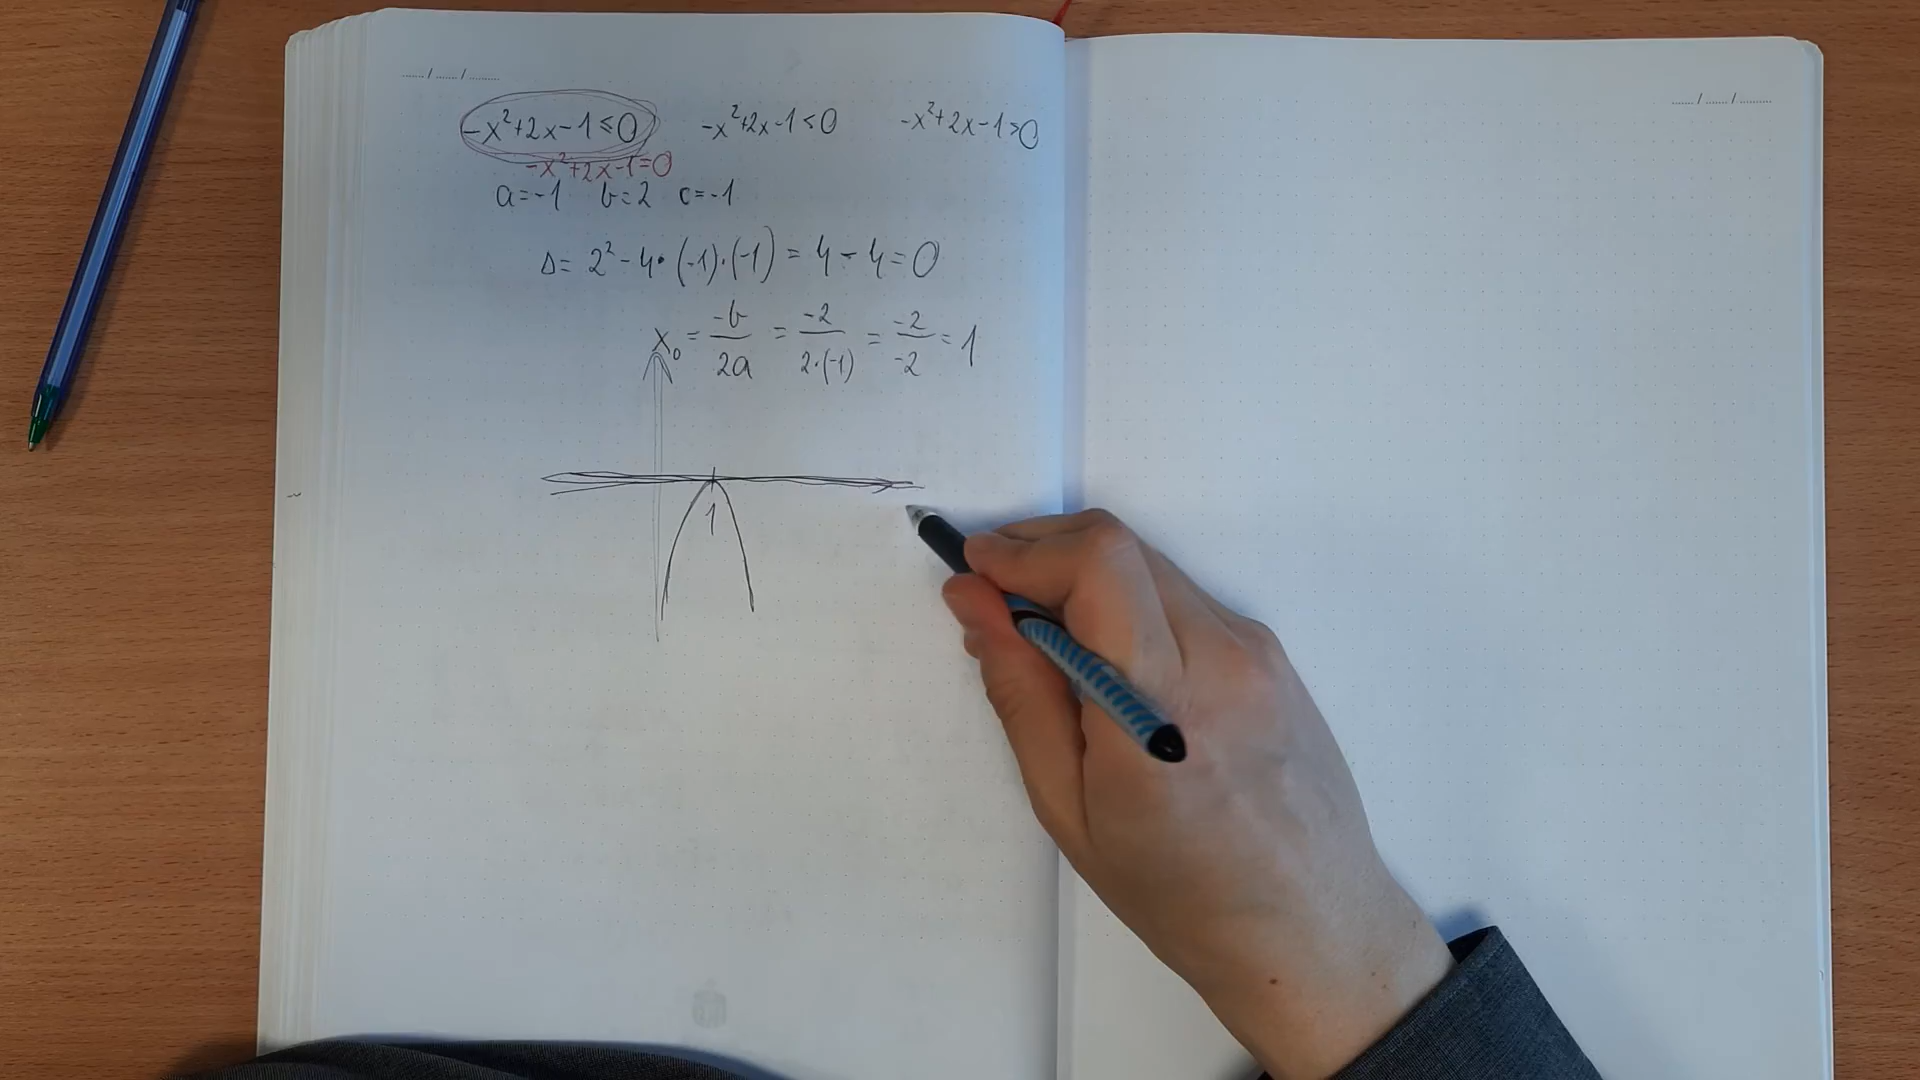 ....... / ....... / ..........
....... / ....... / ..........
-x²+2x-1≤0 -x²+2x-1<0 -x²+2x-1>0
-x²+2x-1=0
a=-1 b=2 c=-1
Δ= 2²-4·(-1)·(-1) = 4-4=0
x₀ = -b/2a = -2/2·(-1) = -2/-2 = 1
1